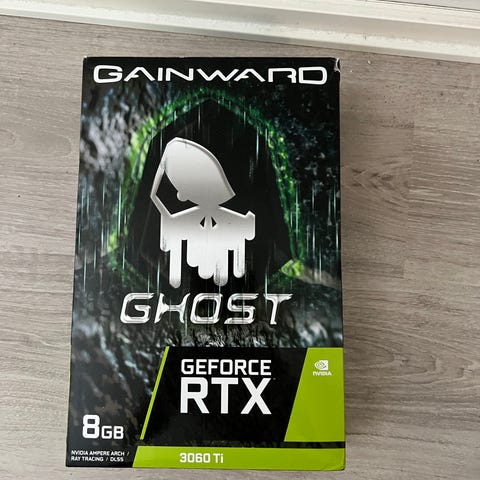 GAINWARD
GHOST
GEFORCE
RTX
NVIDIA
8GB
NVIDIA AMPERE ARCH /
RAY TRACING / DLSS
3060 Ti